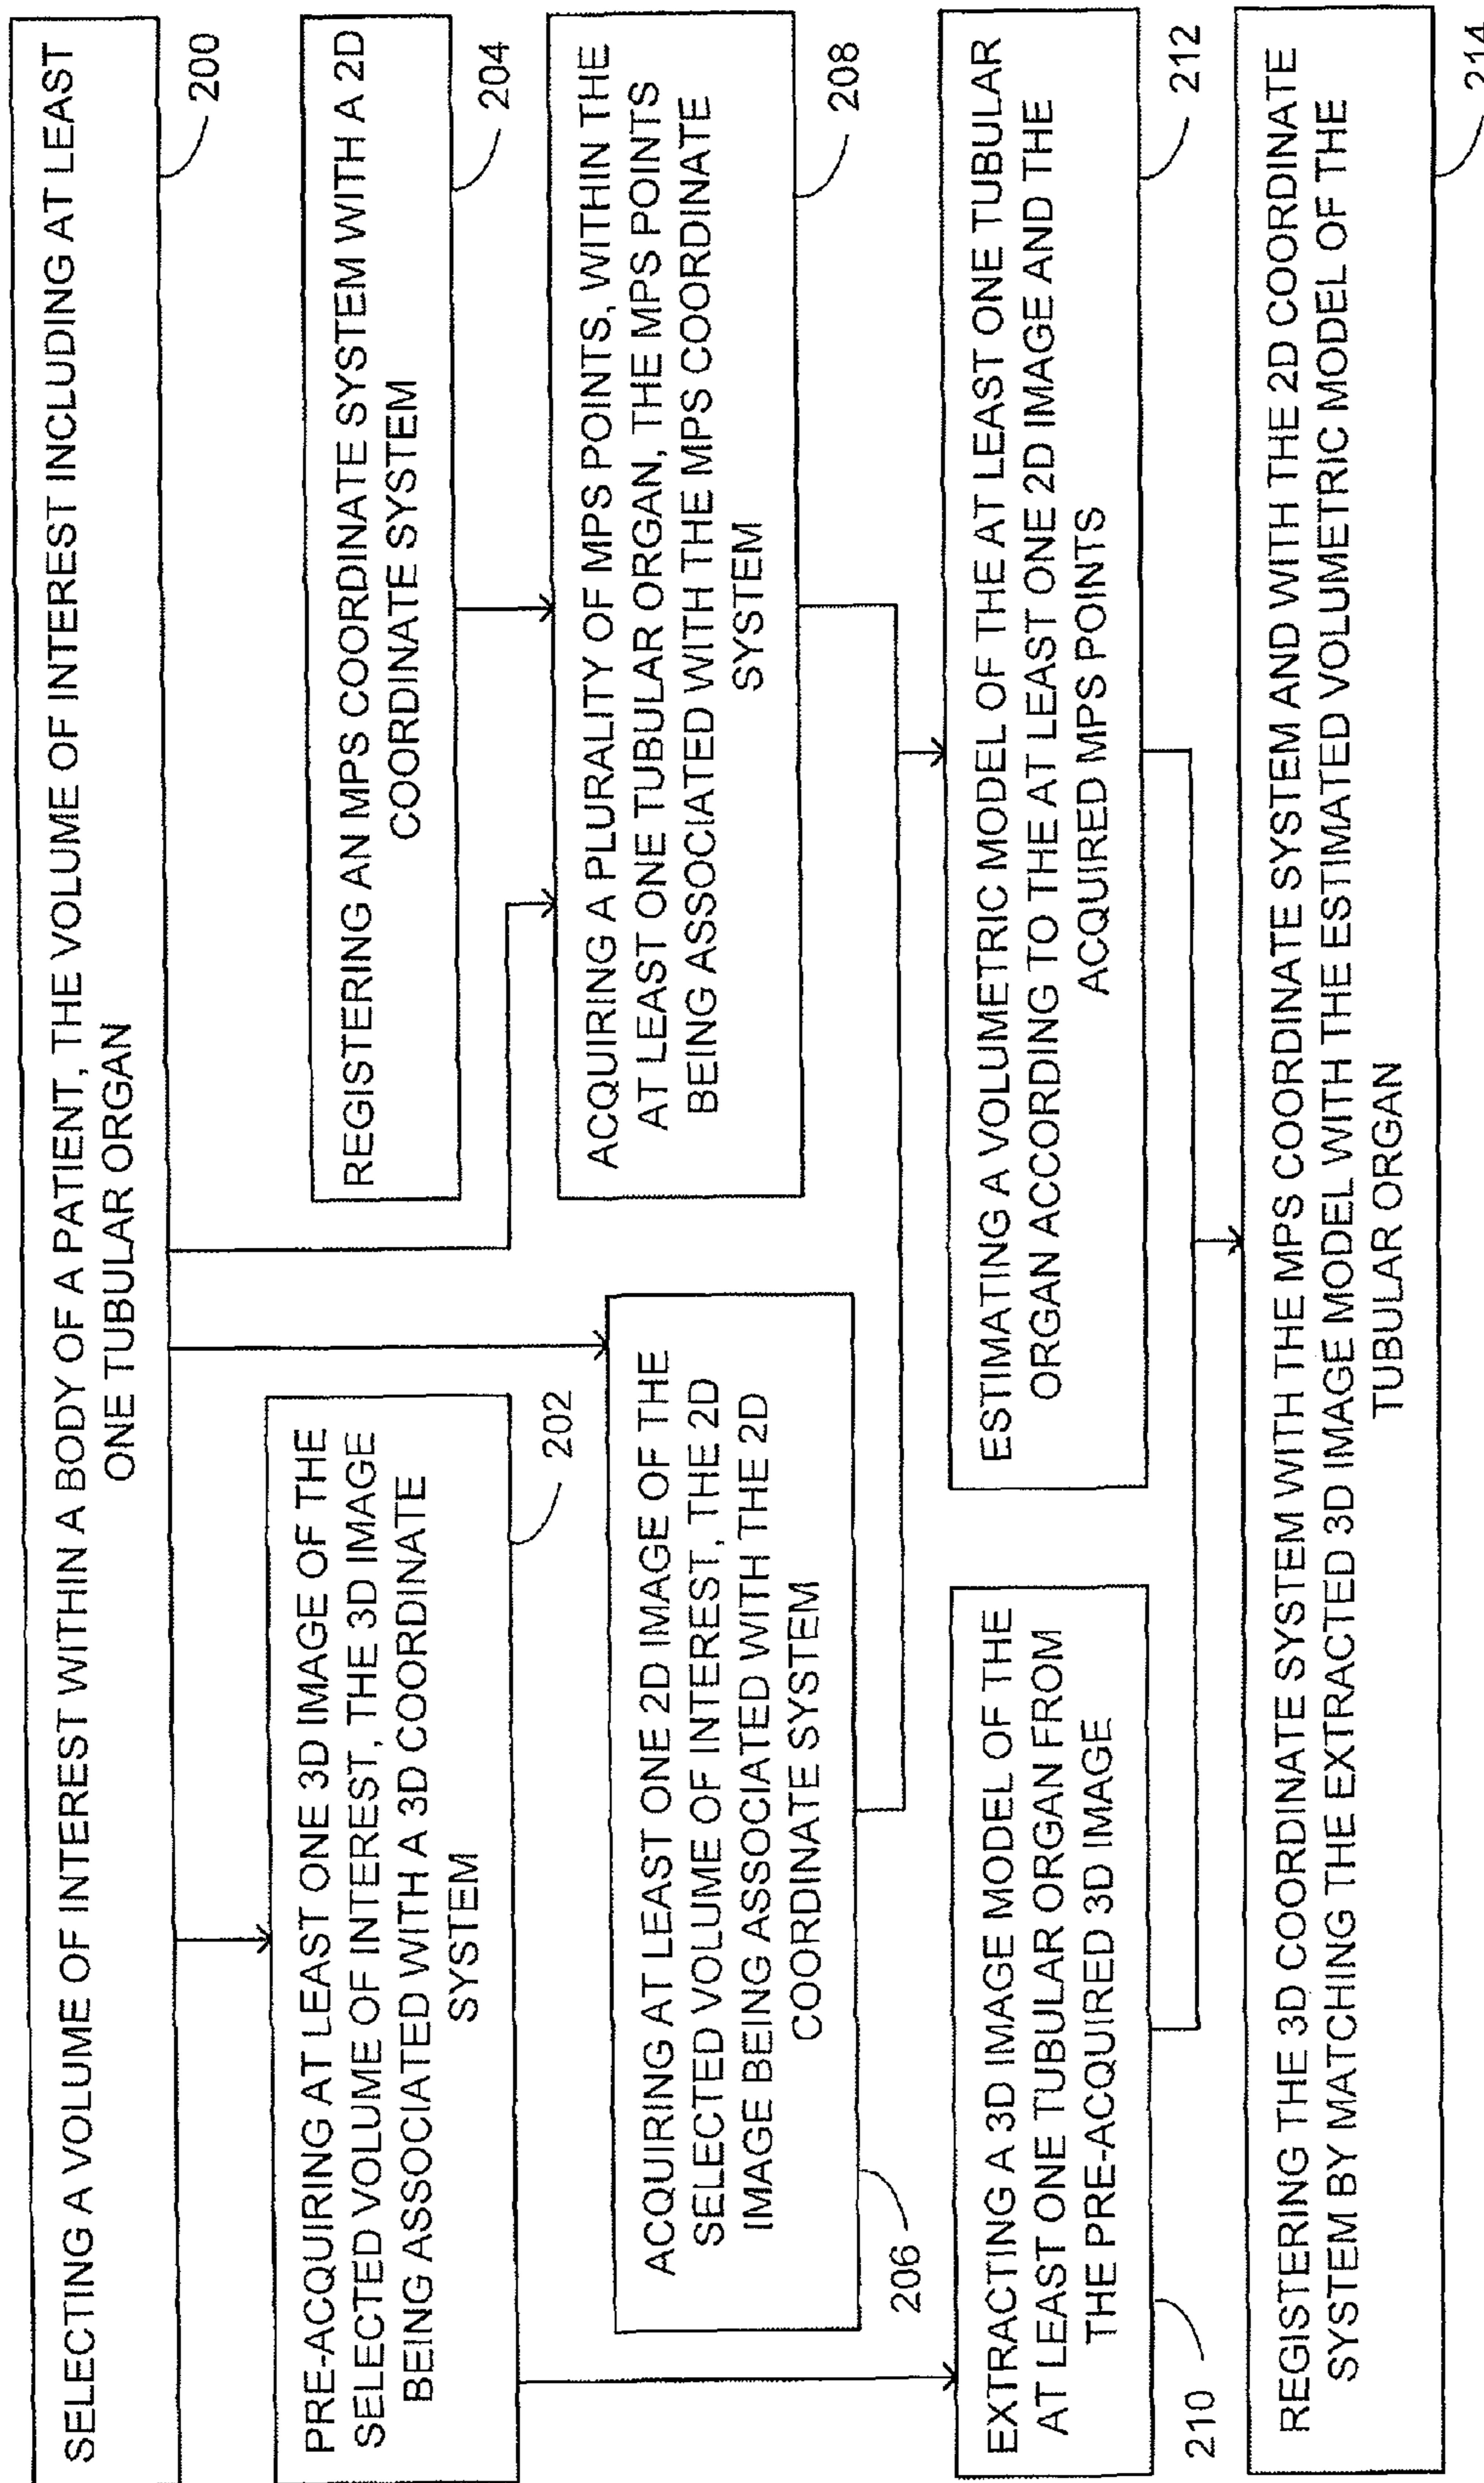 SELECTING A VOLUME OF INTEREST WITHIN A BODY OF A PATIENT, THE VOLUME OF INTEREST INCLUDING AT LEAST
ONE TUBULAR ORGAN
200
PRE-ACQUIRING AT LEAST ONE 3D IMAGE OF THE
SELECTED VOLUME OF INTEREST, THE 3D IMAGE
BEING ASSOCIATED WITH A 3D COORDINATE
SYSTEM
202
REGISTERING AN MPS COORDINATE SYSTEM WITH A 2D
COORDINATE SYSTEM
204
ACQUIRING AT LEAST ONE 2D IMAGE OF THE
SELECTED VOLUME OF INTEREST, THE 2D
IMAGE BEING ASSOCIATED WITH THE 2D
COORDINATE SYSTEM
206
ACQUIRING A PLURALITY OF MPS POINTS, WITHIN THE
AT LEAST ONE TUBULAR ORGAN, THE MPS POINTS
BEING ASSOCIATED WITH THE MPS COORDINATE
SYSTEM
208
EXTRACTING A 3D IMAGE MODEL OF THE
AT LEAST ONE TUBULAR ORGAN FROM
THE PRE-ACQUIRED 3D IMAGE
210
ESTIMATING A VOLUMETRIC MODEL OF THE AT LEAST ONE TUBULAR
ORGAN ACCORDING TO THE AT LEAST ONE 2D IMAGE AND THE
ACQUIRED MPS POINTS
212
REGISTERING THE 3D COORDINATE SYSTEM WITH THE MPS COORDINATE SYSTEM AND WITH THE 2D COORDINATE
SYSTEM BY MATCHING THE EXTRACTED 3D IMAGE MODEL WITH THE ESTIMATED VOLUMETRIC MODEL OF THE
TUBULAR ORGAN
214